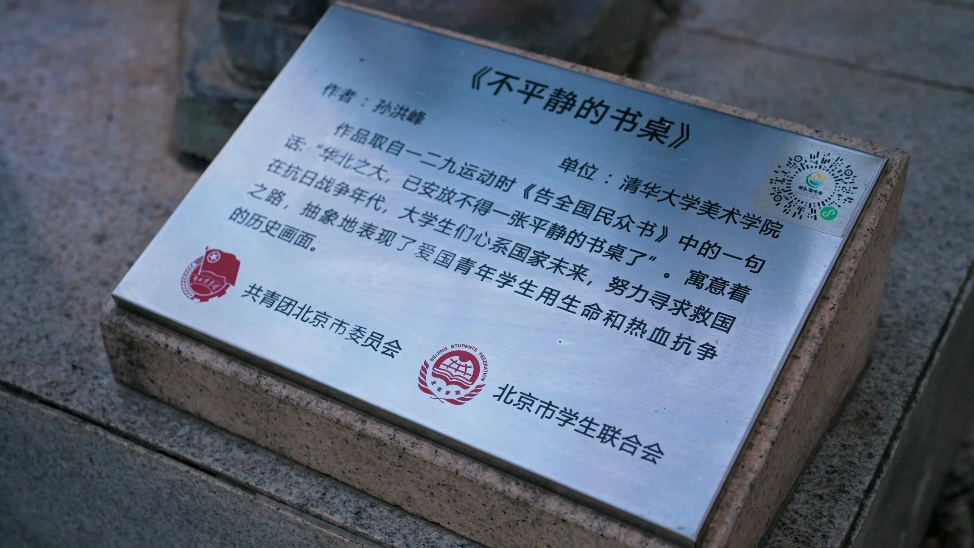 《不平静的书桌》
作者：孙洪峰 单位：清华大学美术学院
作品取自一二九运动时《告全国民众书》中的一句
话：“华北之大，已安放不得一张平静的书桌了”。寓意着
在抗日战争年代，大学生们心系国家未来，努力寻求救国
之路，抽象地表现了爱国青年学生用生命和热血抗争
的历史画面。
共青团北京市委员会
BEIJING STUDENTS' FEDERATION
北京市学生联合会